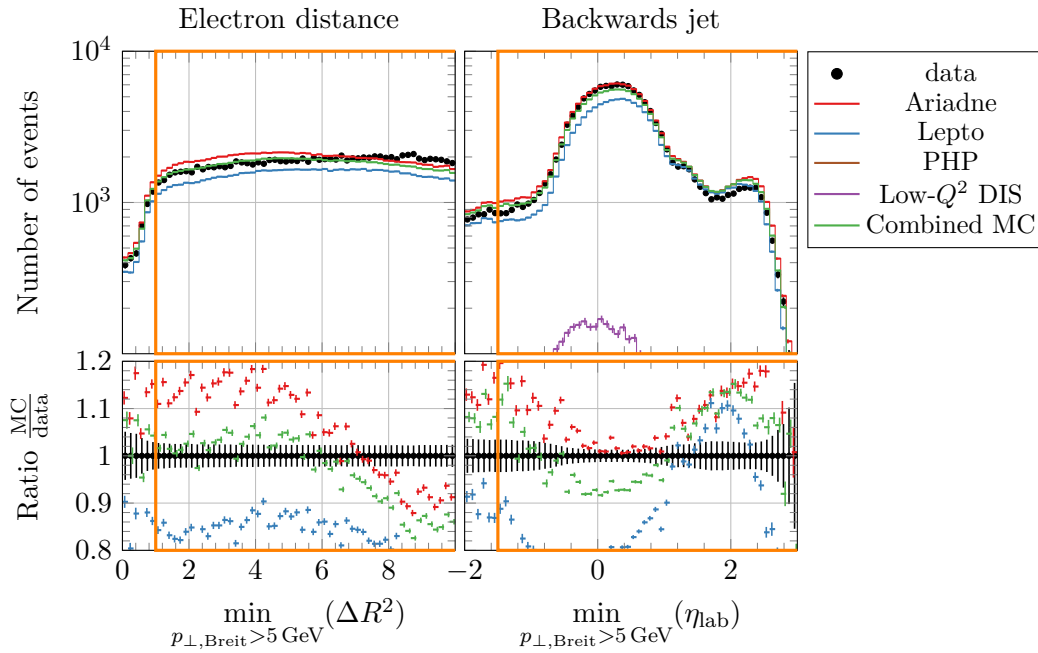 Electron distance
Backwards jet
Number of events
10^4
10^3
data
Ariadne
Lepto
PHP
Low-Q^2 DIS
Combined MC
Ratio MC/data
1.2
1.1
1
0.9
0.8
0 2 4 6 8
−2 0 2
min (ΔR^2)
p⊥,Breit>5 GeV
min (η_lab)
p⊥,Breit>5 GeV